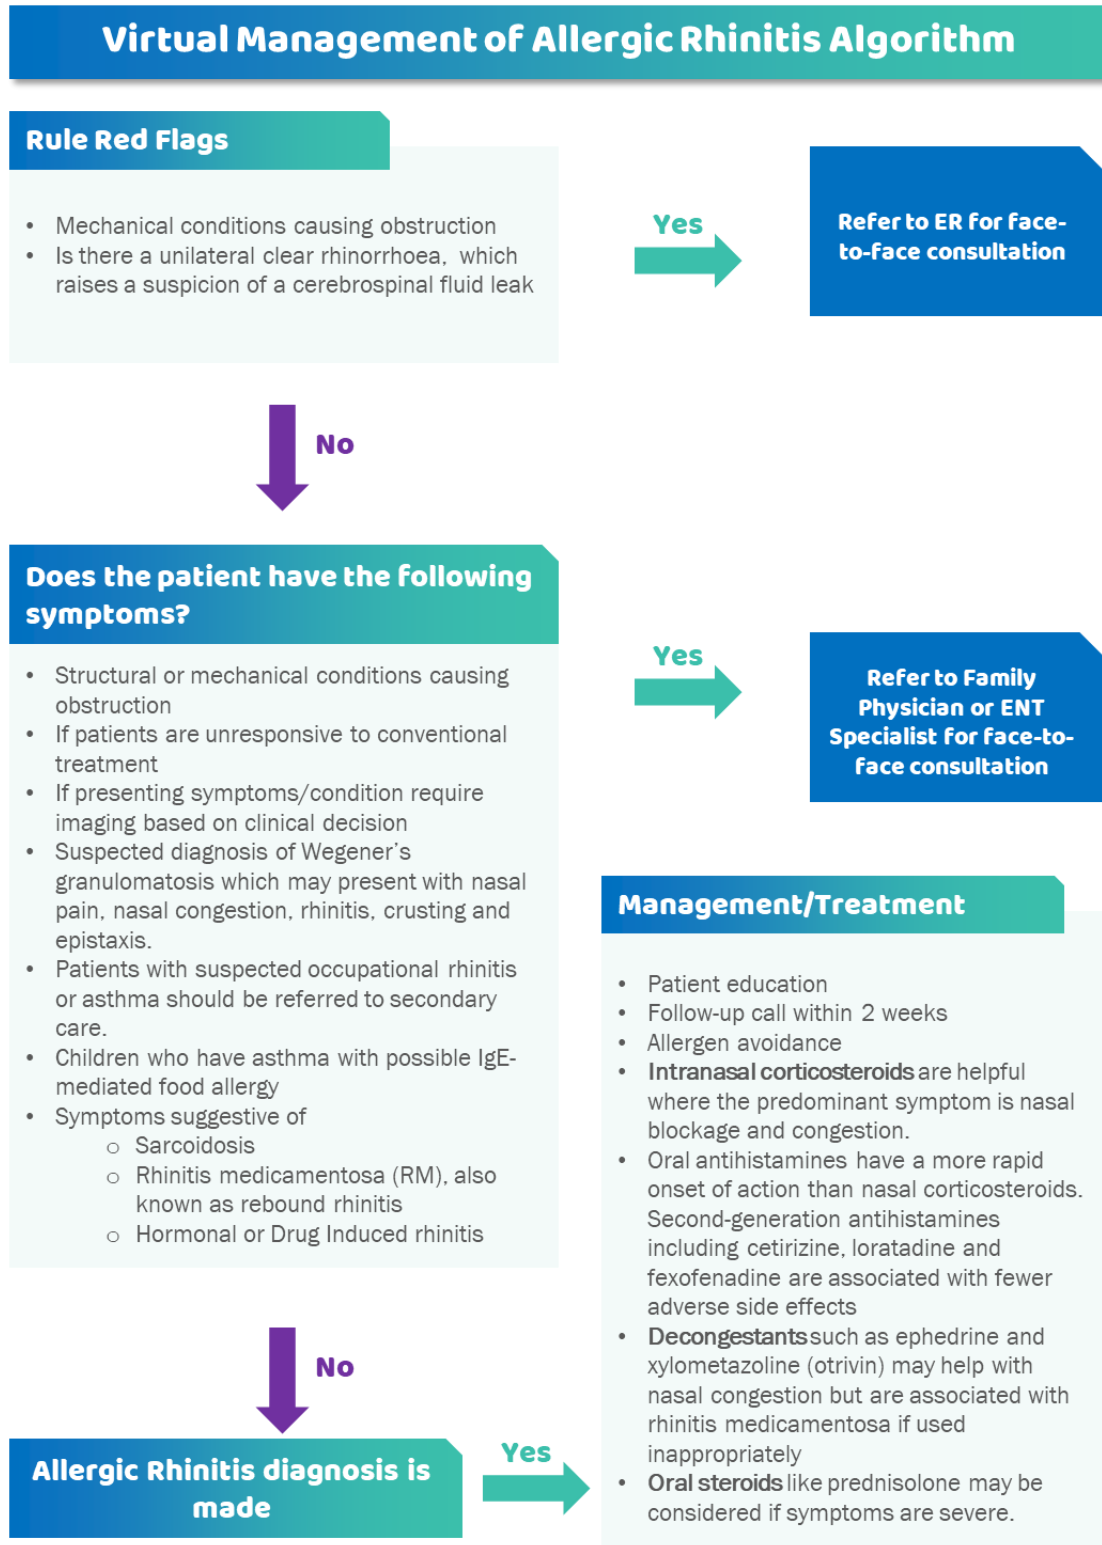 Virtual Management of Allergic Rhinitis Algorithm
Rule Red Flags
• Mechanical conditions causing obstruction
• Is there a unilateral clear rhinorrhoea, which
raises a suspicion of a cerebrospinal fluid leak
Yes
Refer to ER for face-
to-face consultation
No
Does the patient have the following
symptoms?
• Structural or mechanical conditions causing
obstruction
• If patients are unresponsive to conventional
treatment
• If presenting symptoms/condition require
imaging based on clinical decision
• Suspected diagnosis of Wegener's
granulomatosis which may present with nasal
pain, nasal congestion, rhinitis, crusting and
epistaxis.
• Patients with suspected occupational rhinitis
or asthma should be referred to secondary
care.
• Children who have asthma with possible IgE-
mediated food allergy
• Symptoms suggestive of
o Sarcoidosis
o Rhinitis medicamentosa (RM), also
known as rebound rhinitis
o Hormonal or Drug Induced rhinitis
Yes
Refer to Family
Physician or ENT
Specialist for face-to-
face consultation
No
Allergic Rhinitis diagnosis is
made
Yes
Management/Treatment
• Patient education
• Follow-up call within 2 weeks
• Allergen avoidance
• Intranasal corticosteroids are helpful
where the predominant symptom is nasal
blockage and congestion.
• Oral antihistamines have a more rapid
onset of action than nasal corticosteroids.
Second-generation antihistamines
including cetirizine, loratadine and
fexofenadine are associated with fewer
adverse side effects
• Decongestants such as ephedrine and
xylometazoline (otrivin) may help with
nasal congestion but are associated with
rhinitis medicamentosa if used
inappropriately
• Oral steroids like prednisolone may be
considered if symptoms are severe.